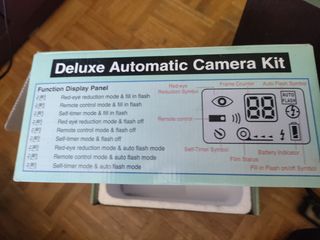 Deluxe Automatic Camera Kit
Function Display Panel
Red-eye reduction mode & fill in flash
Remote control mode & fill in flash
Self-timer mode & fill in flash
Red-eye reduction mode & flash off
Remote control mode & flash off
Self-timer mode & flash off
Red-eye reduction mode & auto flash mode
Remote control mode & auto flash mode
Self-timer mode & auto flash mode
Red-eye
Reduction Symbol
Frame Counter
Auto Flash Symbol
AUTO
FLASH
88
Remote control
Self-Timer Symbol
Battery Indicator
Film Status
Fill in Flash on/off Symbol